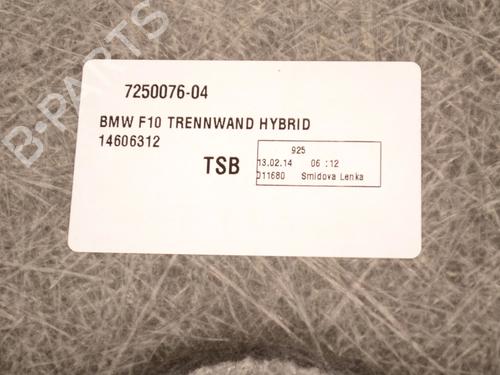 B-PARTS
7250076-04
BMW F10 TRENNWAND HYBRID
14606312
TSB
925
13.02.14 06 :12
D11680 Smidova Lenka